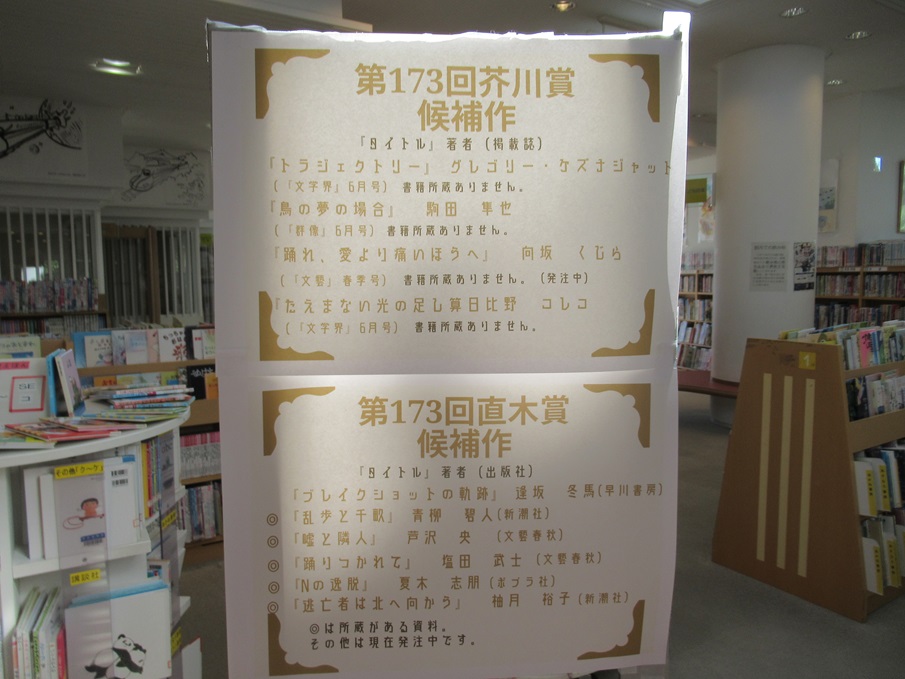 第173回芥川賞
候補作
「タイトル」著者（掲載誌）
「トラジェクトリー」 グレゴリー・ケズナジャット
（「文学界」6月号） 書籍所蔵ありません。
「鳥の夢の場合」 駒田 隼也
（「群像」6月号） 書籍所蔵ありません。
「踊れ、愛より痛いほうへ」 向坂 くじら
（「文藝」春季号） 書籍所蔵ありません。（発注中）
「たえまない光の足し算日比野 コレコ
（「文学界」6月号） 書籍所蔵ありません。
第173回直木賞
候補作
「タイトル」著者（出版社）
「ブレイクショットの軌跡」 逢坂 冬馬（早川書房）
◎「乱歩と千畝」 青柳 碧人（新潮社）
◎「嘘と隣人」 芦沢 央 （文藝春秋）
◎「踊りつかれて」 塩田 武士（文藝春秋）
◎「Nの逸脱」 夏木 志朋（ポプラ社）
◎「逃亡者は北へ向かう」 柚月 裕子（新潮社）
◎は所蔵がある資料。
その他は現在発注中です。
講談社
1